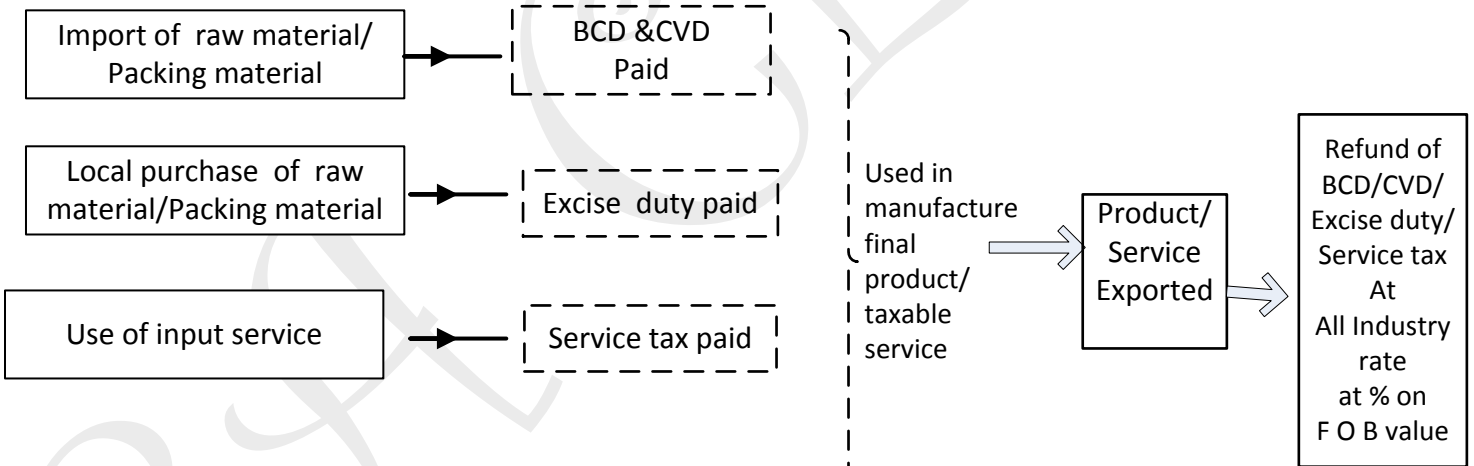 Import of raw material/
Packing material
BCD &CVD
Paid
Local purchase of raw
material/Packing material
Excise duty paid
Use of input service
Service tax paid
Used in
manufacture
final
product/
taxable
service
Product/
Service
Exported
Refund of
BCD/CVD/
Excise duty/
Service tax
At
All Industry
rate
at % on
F O B value